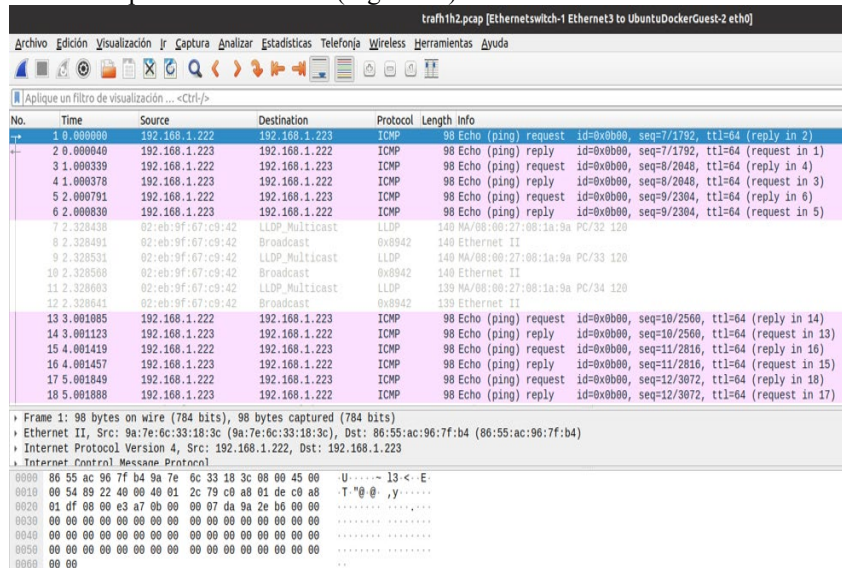 trafh1h2.pcap [Ethernetswitch-1 Ethernet3 to UbuntuDockerGuest-2 eth0]
Archivo Edición Visualización Ir Captura Analizar Estadísticas Telefonía Wireless Herramientas Ayuda
Aplique un filtro de visualización ... <Ctrl-/>
No. Time Source Destination Protocol Length Info
1 0.000000 192.168.1.222 192.168.1.223 ICMP 98 Echo (ping) request id=0x0b00, seq=7/1792, ttl=64 (reply in 2)
2 0.000040 192.168.1.223 192.168.1.222 ICMP 98 Echo (ping) reply id=0x0b00, seq=7/1792, ttl=64 (request in 1)
3 1.000339 192.168.1.222 192.168.1.223 ICMP 98 Echo (ping) request id=0x0b00, seq=8/2048, ttl=64 (reply in 4)
4 1.000378 192.168.1.223 192.168.1.222 ICMP 98 Echo (ping) reply id=0x0b00, seq=8/2048, ttl=64 (request in 3)
5 2.000791 192.168.1.222 192.168.1.223 ICMP 98 Echo (ping) request id=0x0b00, seq=9/2304, ttl=64 (reply in 6)
6 2.000830 192.168.1.223 192.168.1.222 ICMP 98 Echo (ping) reply id=0x0b00, seq=9/2304, ttl=64 (request in 5)
7 2.328438 02:eb:9f:67:c9:42 LLDP_Multicast LLDP 140 MA/08:00:27:08:1a:9a PC/32 120
8 2.328491 02:eb:9f:67:c9:42 Broadcast 0x8942 140 Ethernet II
9 2.328531 02:eb:9f:67:c9:42 LLDP_Multicast LLDP 140 MA/08:00:27:08:1a:9a PC/33 120
10 2.328568 02:eb:9f:67:c9:42 Broadcast 0x8942 140 Ethernet II
11 2.328603 02:eb:9f:67:c9:42 LLDP_Multicast LLDP 139 MA/08:00:27:08:1a:9a PC/34 120
12 2.328641 02:eb:9f:67:c9:42 Broadcast 0x8942 139 Ethernet II
13 3.001085 192.168.1.222 192.168.1.223 ICMP 98 Echo (ping) request id=0x0b00, seq=10/2560, ttl=64 (reply in 14)
14 3.001123 192.168.1.223 192.168.1.222 ICMP 98 Echo (ping) reply id=0x0b00, seq=10/2560, ttl=64 (request in 13)
15 4.001419 192.168.1.222 192.168.1.223 ICMP 98 Echo (ping) request id=0x0b00, seq=11/2816, ttl=64 (reply in 16)
16 4.001457 192.168.1.223 192.168.1.222 ICMP 98 Echo (ping) reply id=0x0b00, seq=11/2816, ttl=64 (request in 15)
17 5.001849 192.168.1.222 192.168.1.223 ICMP 98 Echo (ping) request id=0x0b00, seq=12/3072, ttl=64 (reply in 18)
18 5.001888 192.168.1.223 192.168.1.222 ICMP 98 Echo (ping) reply id=0x0b00, seq=12/3072, ttl=64 (request in 17)
Frame 1: 98 bytes on wire (784 bits), 98 bytes captured (784 bits)
Ethernet II, Src: 9a:7e:6c:33:18:3c (9a:7e:6c:33:18:3c), Dst: 86:55:ac:96:7f:b4 (86:55:ac:96:7f:b4)
Internet Protocol Version 4, Src: 192.168.1.222, Dst: 192.168.1.223
Internet Control Message Protocol
0000 86 55 ac 96 7f b4 9a 7e 6c 33 18 3c 08 00 45 00 ·U·····~ l3·<··E·
0010 00 54 89 22 40 00 40 01 2c 79 c0 a8 01 de c0 a8 ·T·"@·@· ,y······
0020 01 df 08 00 e3 a7 0b 00 00 07 da 9a 2e b6 00 00 ········ ····.···
0030 00 00 00 00 00 00 00 00 00 00 00 00 00 00 00 00 ········ ········
0040 00 00 00 00 00 00 00 00 00 00 00 00 00 00 00 00 ········ ········
0050 00 00 00 00 00 00 00 00 00 00 00 00 00 00 00 00 ········ ········
0060 00 00 ··